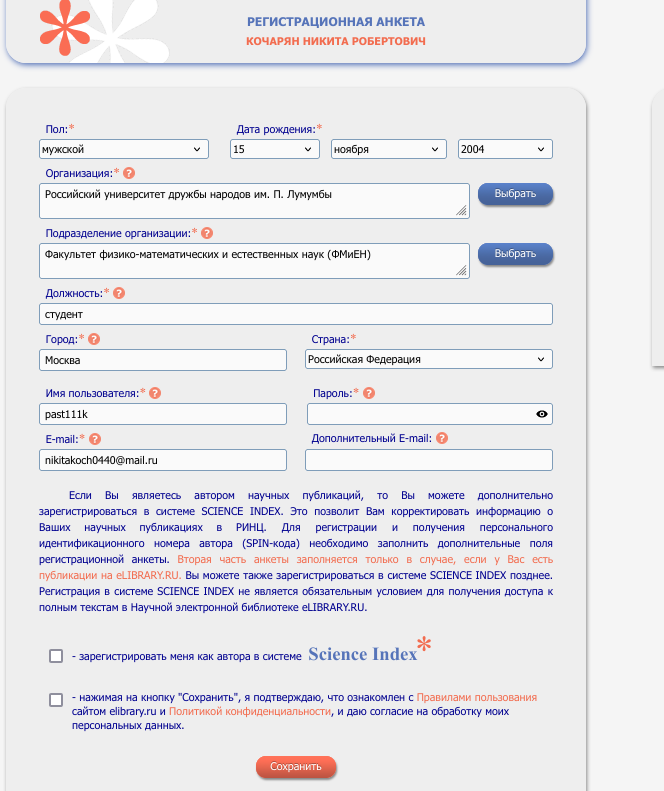 РЕГИСТРАЦИОННАЯ АНКЕТА
КОЧАРЯН НИКИТА РОБЕРТОВИЧ
Пол:* Дата рождения:*
мужской 15 ноября 2004
Организация:* ?
Российский университет дружбы народов им. П. Лумумбы Выбрать
Подразделение организации:* ?
Факультет физико-математических и естественных наук (ФМиЕН) Выбрать
Должность:* ?
студент
Город:* ? Страна:*
Москва Российская Федерация
Имя пользователя:* ? Пароль:* ?
past111k
E-mail:* ? Дополнительный E-mail: ?
nikitakoch0440@mail.ru
Если Вы являетесь автором научных публикаций, то Вы можете дополнительно
зарегистрироваться в системе SCIENCE INDEX. Это позволит Вам корректировать информацию о
Ваших научных публикациях в РИНЦ. Для регистрации и получения персонального
идентификационного номера автора (SPIN-кода) необходимо заполнить дополнительные поля
регистрационной анкеты. Вторая часть анкеты заполняется только в случае, если у Вас есть
публикации на eLIBRARY.RU. Вы можете также зарегистрироваться в системе SCIENCE INDEX позднее.
Регистрация в системе SCIENCE INDEX не является обязательным условием для получения доступа к
полным текстам в Научной электронной библиотеке eLIBRARY.RU.
- зарегистрировать меня как автора в системе Science Index*
- нажимая на кнопку "Сохранить", я подтверждаю, что ознакомлен с Правилами пользования
сайтом elibrary.ru и Политикой конфиденциальности, и даю согласие на обработку моих
персональных данных.
Сохранить